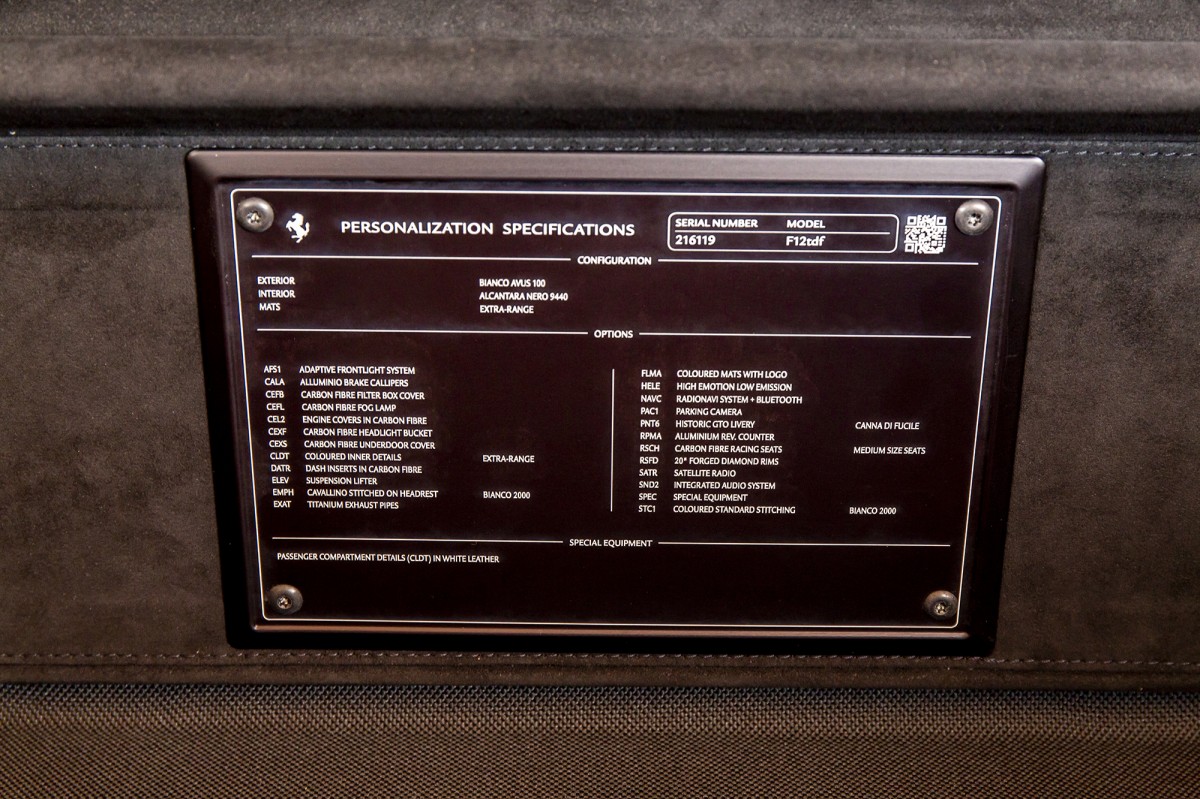 PERSONALIZATION SPECIFICATIONS
SERIAL NUMBER MODEL
216119 F12tdf
CONFIGURATION
EXTERIOR BIANCO AVUS 100
INTERIOR ALCANTARA NERO 9440
MATS EXTRA-RANGE
OPTIONS
AFS1 ADAPTIVE FRONTLIGHT SYSTEM
CALA ALLUMINIO BRAKE CALLIPERS
CEFB CARBON FIBRE FILTER BOX COVER
CEFL CARBON FIBRE FOG LAMP
CEL2 ENGINE COVERS IN CARBON FIBRE
CEXF CARBON FIBRE HEADLIGHT BUCKET
CEXS CARBON FIBRE UNDERDOOR COVER
CLDT COLOURED INNER DETAILS EXTRA-RANGE
DATR DASH INSERTS IN CARBON FIBRE
ELEV SUSPENSION LIFTER
EMPH CAVALLINO STITCHED ON HEADREST BIANCO 2000
EXAT TITANIUM EXHAUST PIPES
FLMA COLOURED MATS WITH LOGO
HELE HIGH EMOTION LOW EMISSION
NAVC RADIONAVI SYSTEM + BLUETOOTH
PAC1 PARKING CAMERA
PNT6 HISTORIC GTO LIVERY CANNA DI FUCILE
RPMA ALUMINIUM REV. COUNTER
RSCH CARBON FIBRE RACING SEATS MEDIUM SIZE SEATS
RSFD 20" FORGED DIAMOND RIMS
SATR SATELLITE RADIO
SND2 INTEGRATED AUDIO SYSTEM
SPEC SPECIAL EQUIPMENT
STC1 COLOURED STANDARD STITCHING BIANCO 2000
SPECIAL EQUIPMENT
PASSENGER COMPARTMENT DETAILS (CLDT) IN WHITE LEATHER